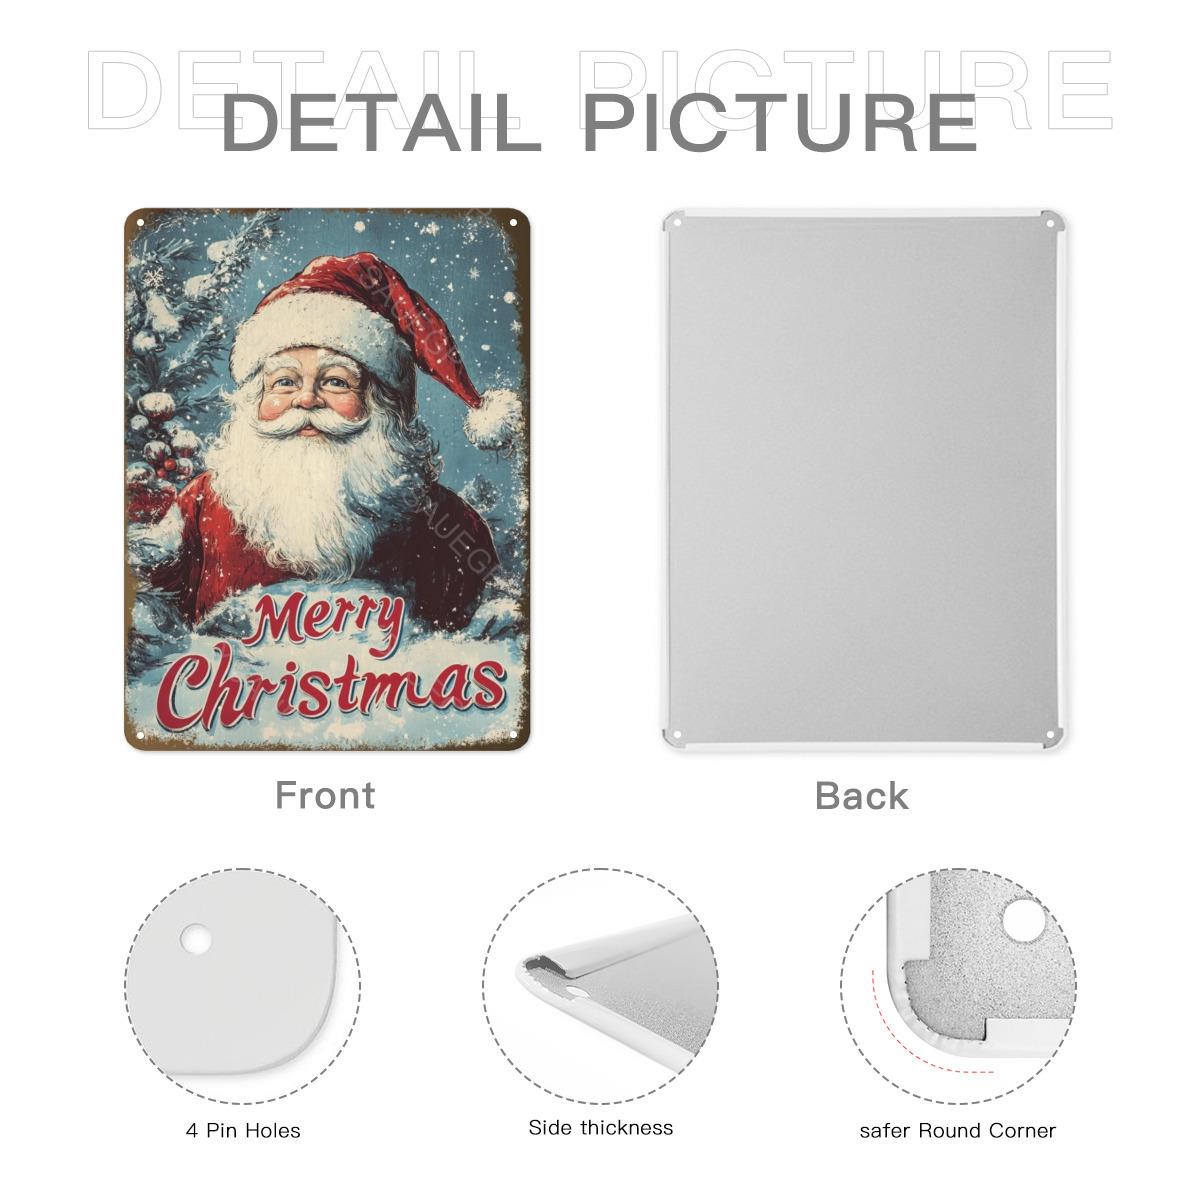 DETAIL PICTURE
DETAIL PICTURE
Merry
Christmas
Front
Back
4 Pin Holes
Side thickness
safer Round Corner